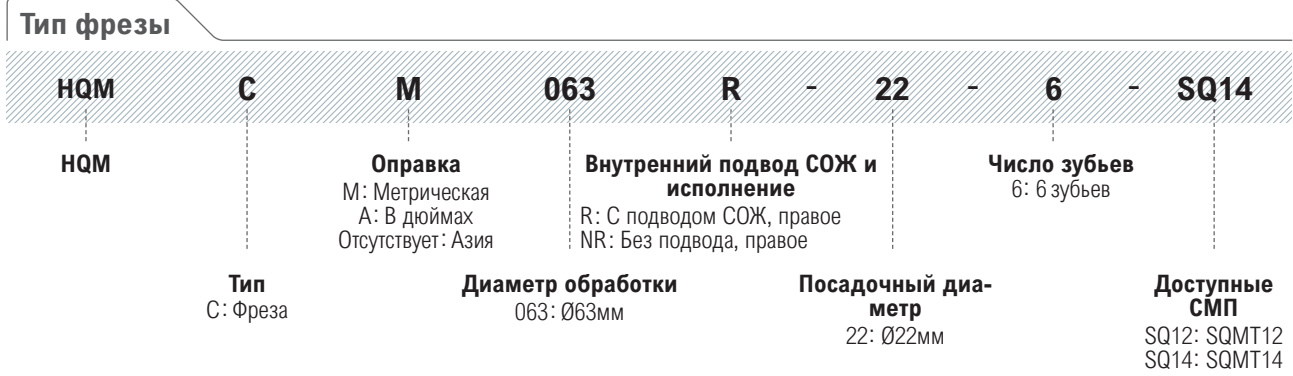 Тип фрезы
HQM C M 063 R - 22 - 6 - SQ14
HQM
Оправка
M: Метрическая
A: В дюймах
Отсутствует: Азия
Внутренний подвод СОЖ и
исполнение
R: С подводом СОЖ, правое
NR: Без подвода, правое
Число зубьев
6: 6 зубьев
Тип
C: Фреза
Диаметр обработки
063: Ø63мм
Посадочный диа-
метр
22: Ø22мм
Доступные
СМП
SQ12: SQMT12
SQ14: SQMT14